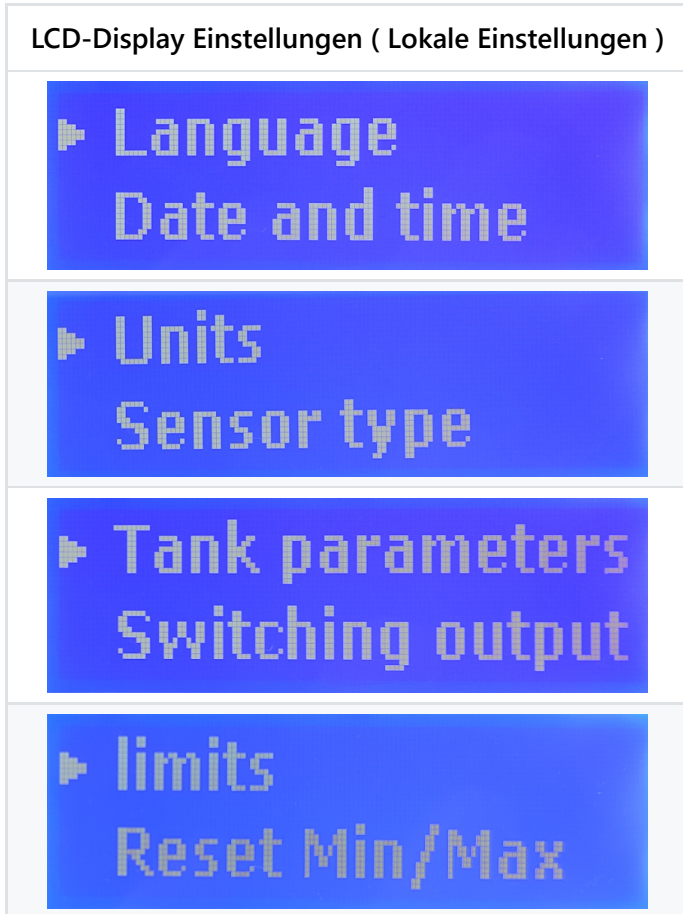 LCD-Display Einstellungen ( Lokale Einstellungen )
Language
Date and time
Units
Sensor type
Tank parameters
Switching output
limits
Reset Min/Max